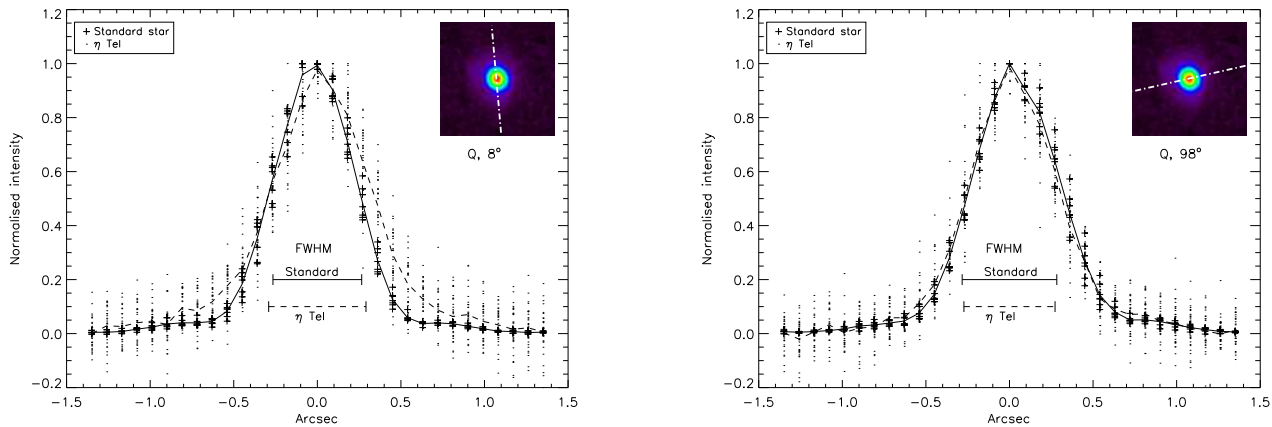 + Standard star
· η Tel
Normalised intensity
1.2
1.0
0.8
0.6
0.4
0.2
0.0
−0.2
Q, 8°
FWHM
Standard
η Tel
−1.5 −1.0 −0.5 0.0 0.5 1.0 1.5
Arcsec
+ Standard star
· η Tel
Normalised intensity
1.2
1.0
0.8
0.6
0.4
0.2
0.0
−0.2
Q, 98°
FWHM
Standard
η Tel
−1.5 −1.0 −0.5 0.0 0.5 1.0 1.5
Arcsec